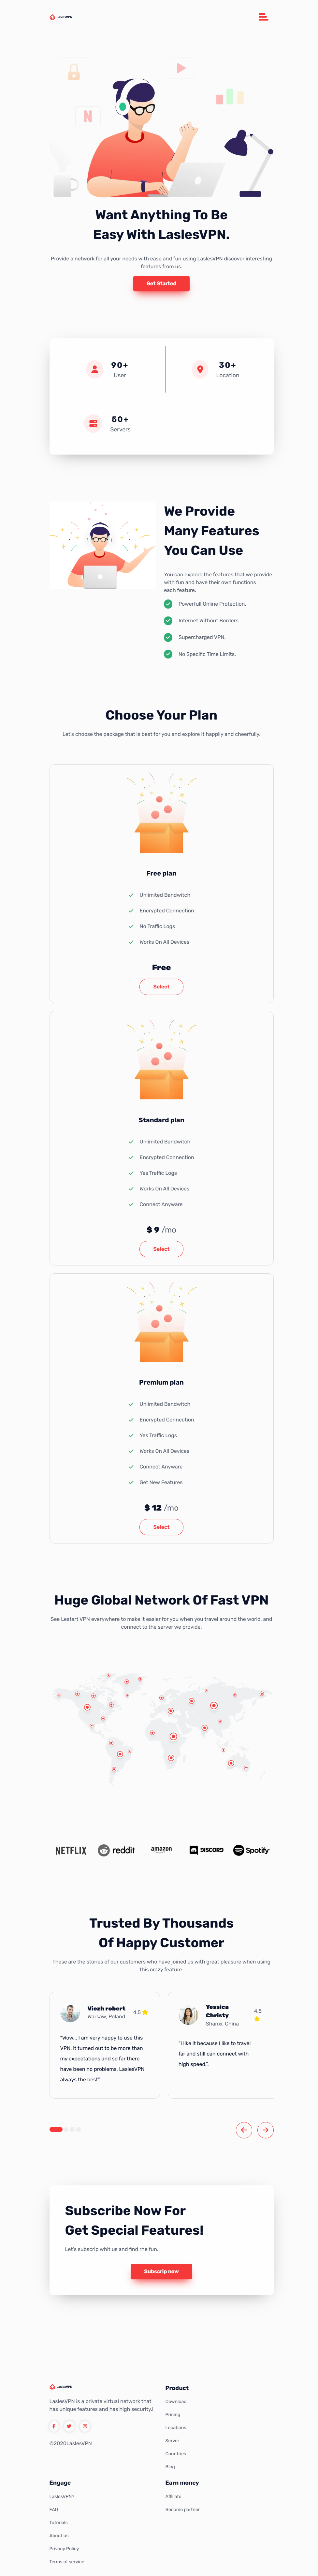 LaslesVPN
N
Want Anything To Be
Easy With LaslesVPN.
Provide a network for all your needs with ease and fun using LaslesVPN discover interesting
features from us.
Get Started
90+
User
30+
Location
50+
Servers
We Provide
Many Features
You Can Use
You can explore the features that we provide
with fun and have their own functions
each feature.
Powerfull Online Protection.
Internet Without Borders.
Supercharged VPN.
No Specific Time Limits.
Choose Your Plan
Let's choose the package that is best for you and explore it happily and cheerfully.
Free plan
Unlimited Bandwitch
Encrypted Connection
No Traffic Logs
Works On All Devices
Free
Select
Standard plan
Unlimited Bandwitch
Encrypted Connection
Yes Traffic Logs
Works On All Devices
Connect Anyware
$ 9 /mo
Select
Premium plan
Unlimited Bandwitch
Encrypted Connection
Yes Traffic Logs
Works On All Devices
Connect Anyware
Get New Features
$ 12 /mo
Select
Huge Global Network Of Fast VPN
See Lestart VPN everywhere to make it easier for you when you travel around the world, and
connect to the server we provide.
NETFLIX reddit amazon DISCORD Spotify
Trusted By Thousands
Of Happy Customer
These are the stories of our customers who have joined us with great pleasure when using
this crazy feature.
Viezh robert
Warsaw, Poland
4.5
"Wow... I am very happy to use this
VPN, it turned out to be more than
my expectations and so far there
have been no problems. LaslesVPN
always the best".
Yessica
Christy
Shanxi, China
4.5
"I like it because I like to travel
far and still can connect with
high speed.".
Subscribe Now For
Get Special Features!
Let's subscrip whit us and find rhe fun.
Subscrip now
LaslesVPN
LaslesVPN is a private virtual network that
has unique features and has high security.l
©2020LaslesVPN
Product
Download
Pricing
Locations
Server
Countries
Blog
Engage
LaslesVPN?
FAQ
Tutorials
About us
Privacy Policy
Terms of service
Earn money
Affliate
Become partner